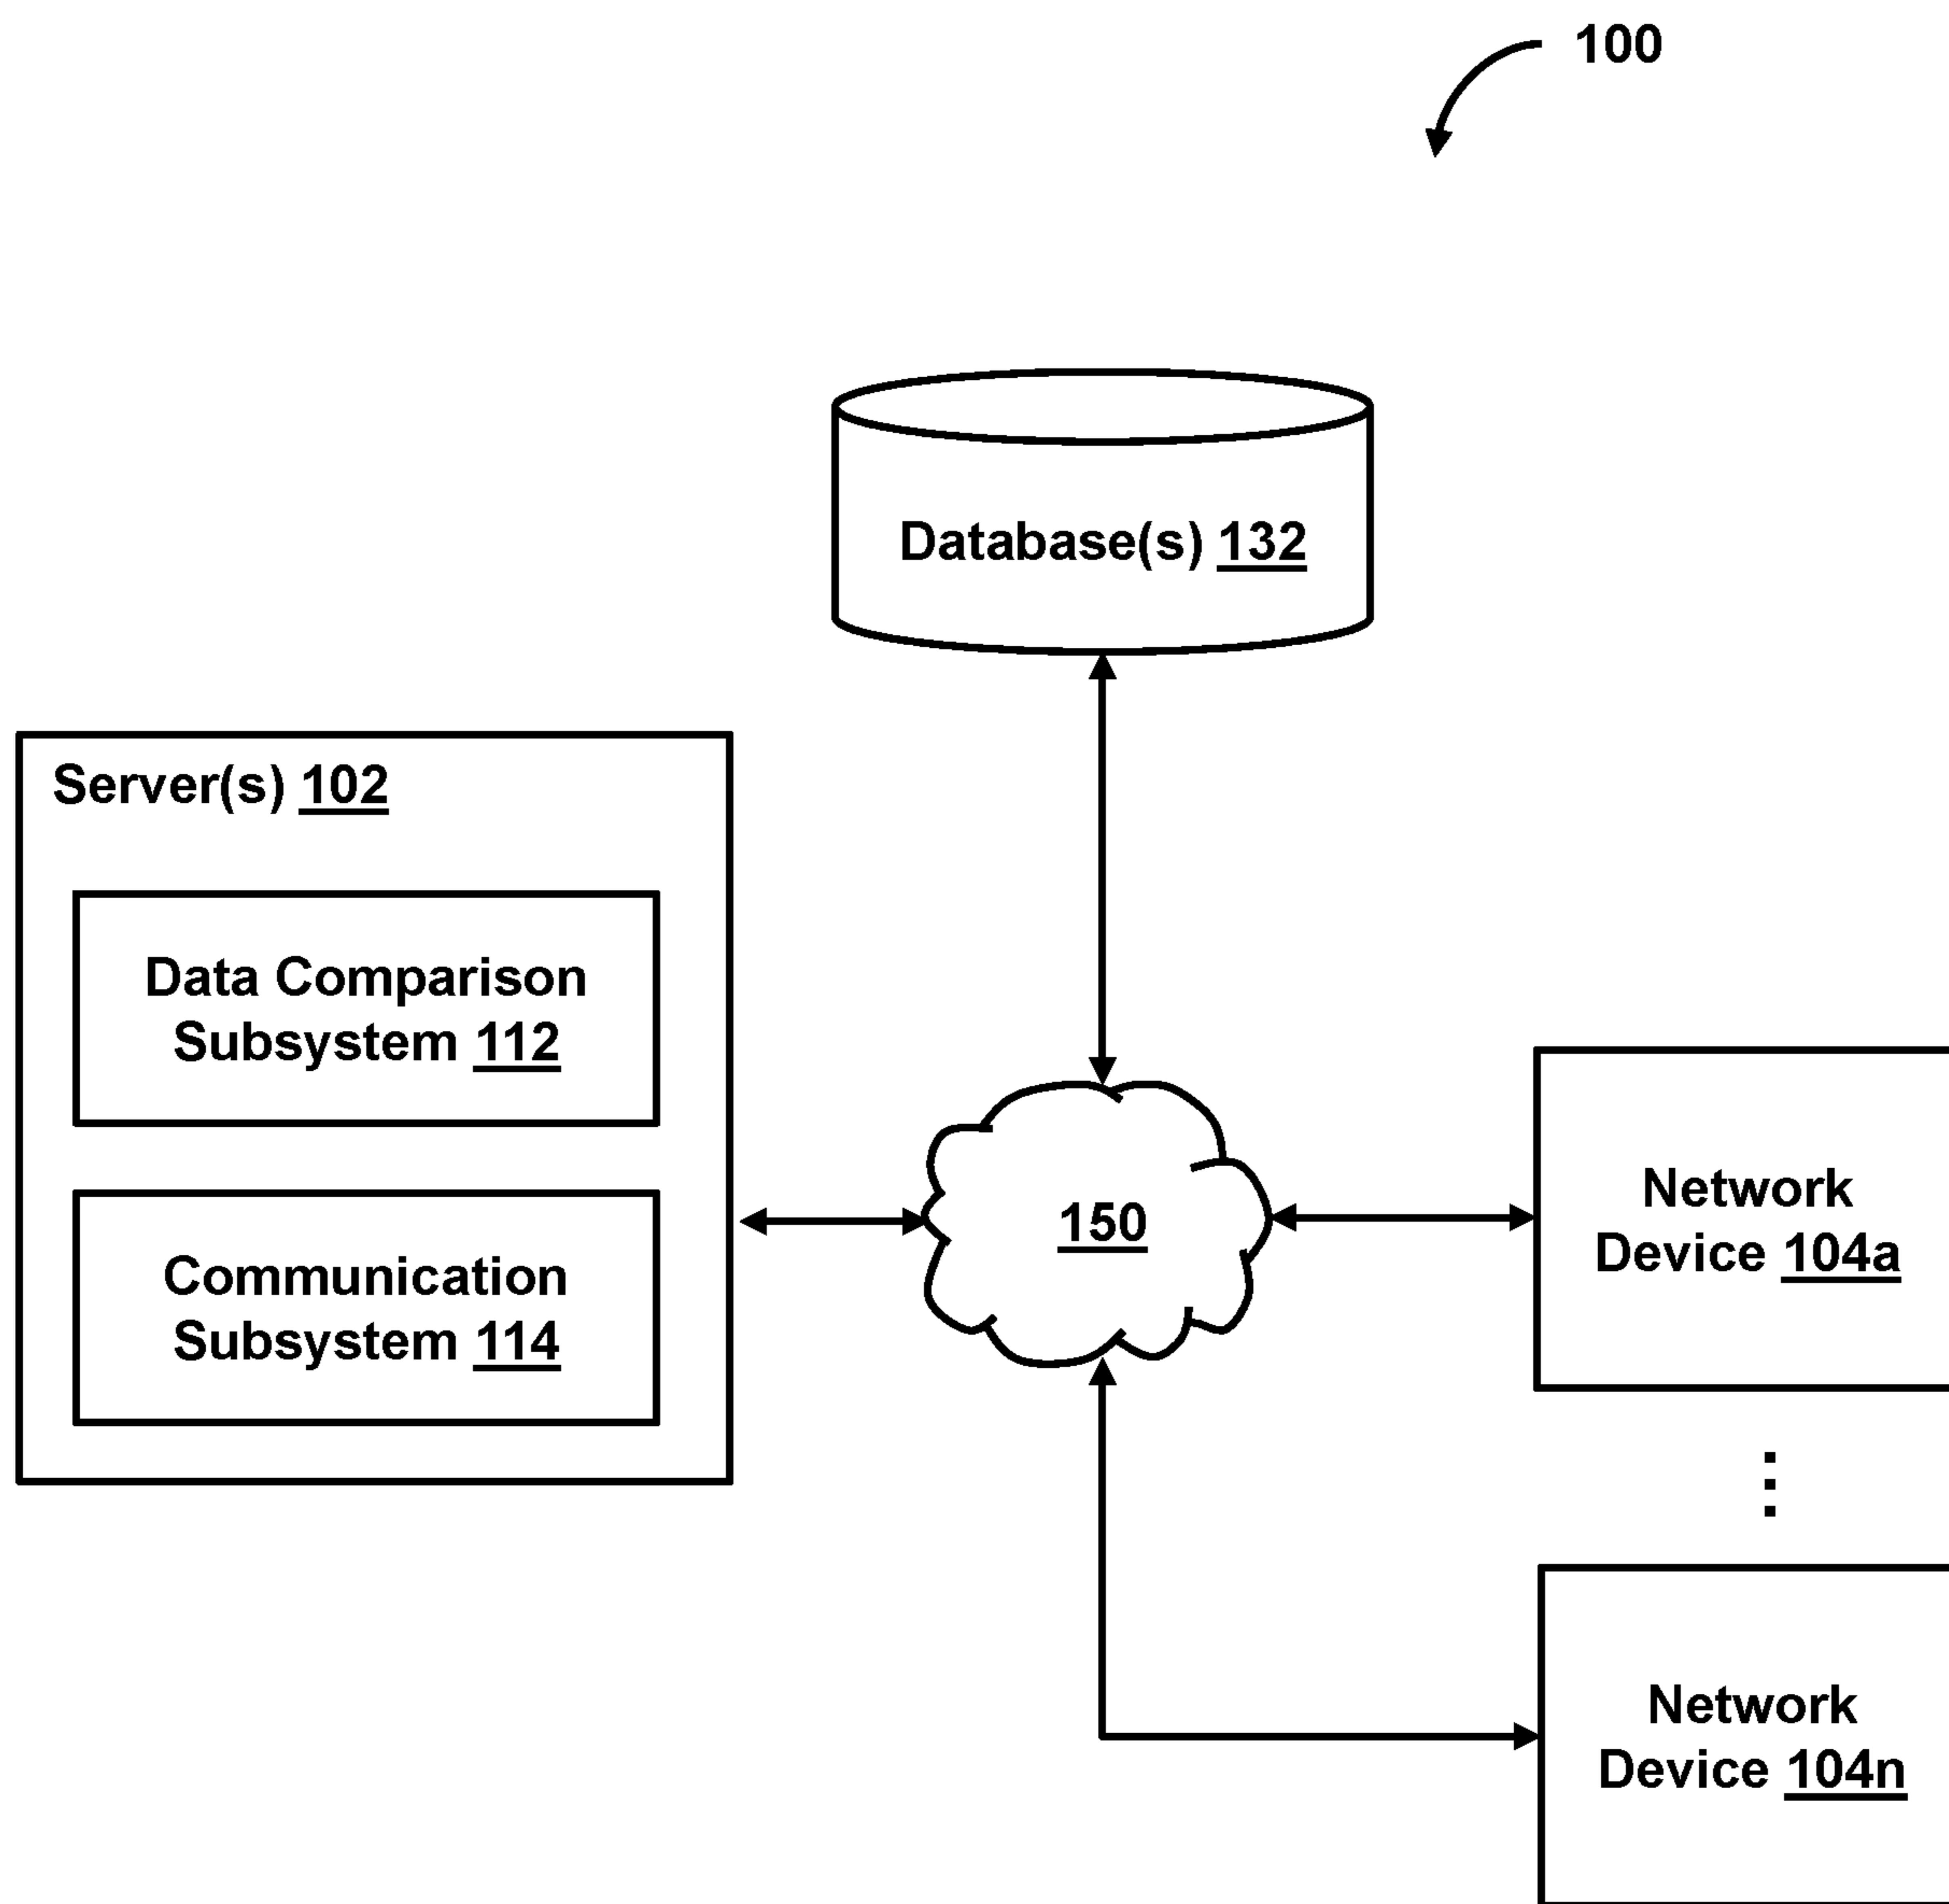 100
Database(s) 132
Server(s) 102
Data Comparison
Subsystem 112
Communication
Subsystem 114
150
Network
Device 104a
Network
Device 104n